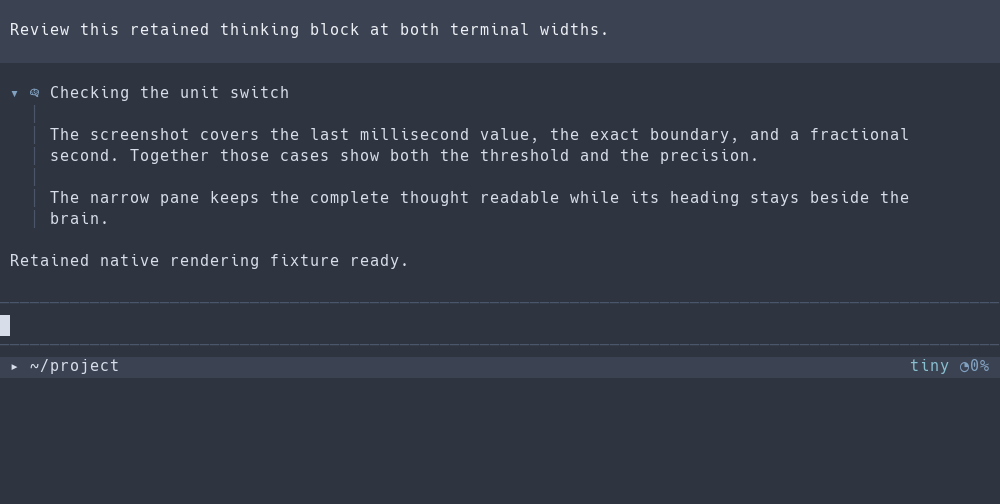 Review this retained thinking block at both terminal widths.
▾ 🧠 Checking the unit switch
The screenshot covers the last millisecond value, the exact boundary, and a fractional
second. Together those cases show both the threshold and the precision.
The narrow pane keeps the complete thought readable while its heading stays beside the
brain.
Retained native rendering fixture ready.
▸ ~/project tiny ◔0%